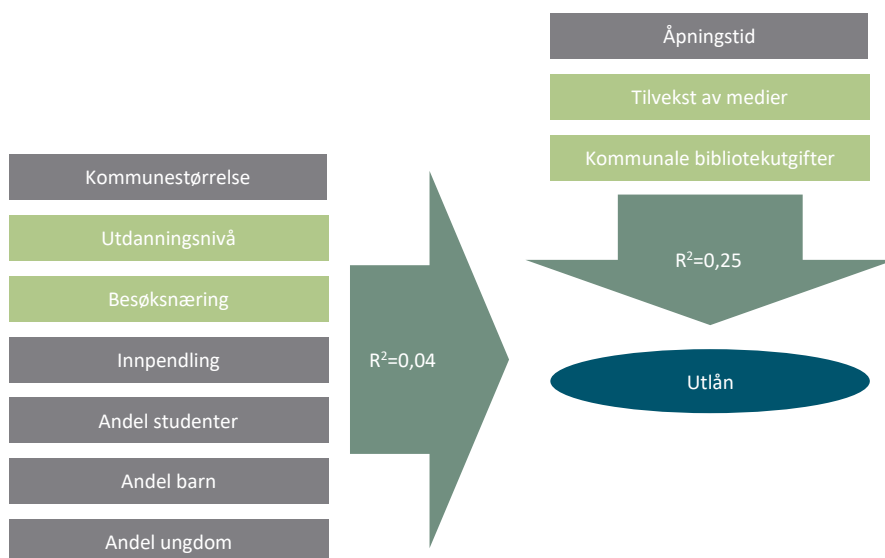 Åpningstid
Tilvekst av medier
Kommunale bibliotekutgifter
Kommunestørrelse
Utdanningsnivå
Besøksnæring
Innpendling
Andel studenter
Andel barn
Andel ungdom
R²=0,04
R²=0,25
Utlån